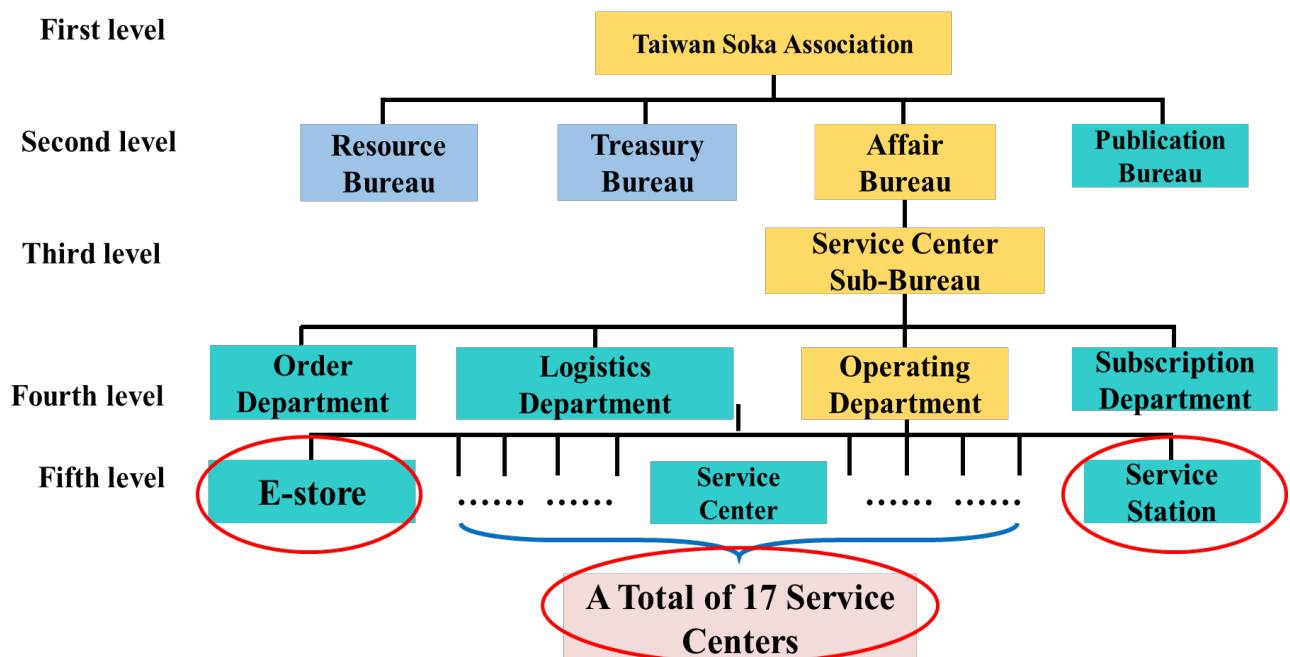 First level
Taiwan Soka Association
Second level
Resource
Bureau
Treasury
Bureau
Affair
Bureau
Publication
Bureau
Third level
Service Center
Sub-Bureau
Fourth level
Order
Department
Logistics
Department
Operating
Department
Subscription
Department
Fifth level
E-store
...... ......
Service
Center
...... ......
Service
Station
A Total of 17 Service
Centers